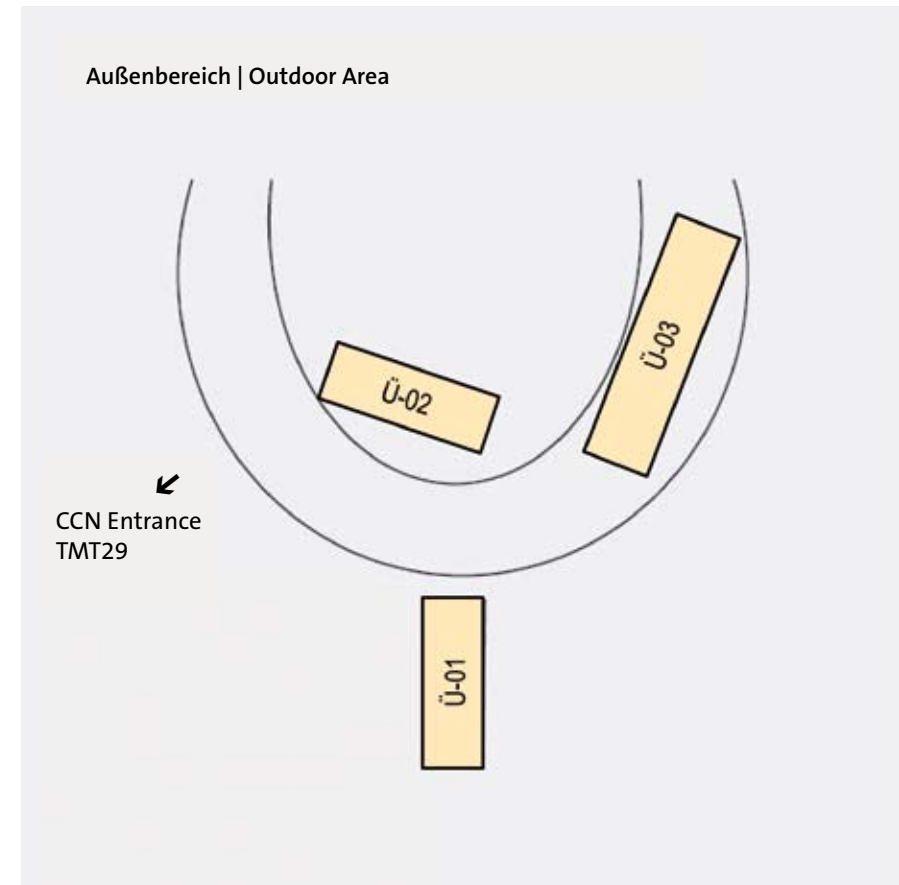 Außenbereich | Outdoor Area
Ü-03
Ü-02
CCN Entrance
TMT29
Ü-01